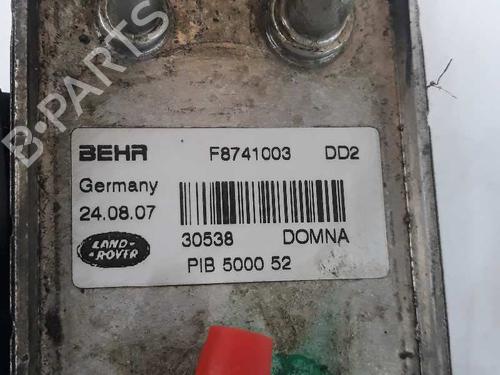 B-PARTS
BEHR F8741003 DD2
Germany
24.08.07
30538 DOMNA
LAND-ROVER
PIB 5000 52